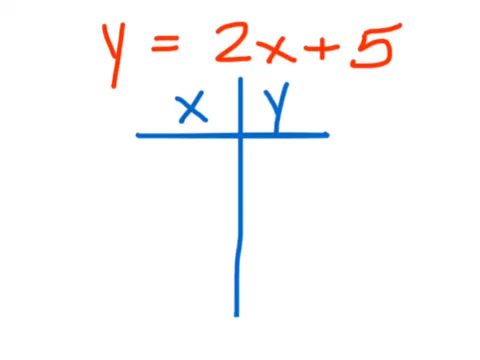 y = 2x + 5
x y